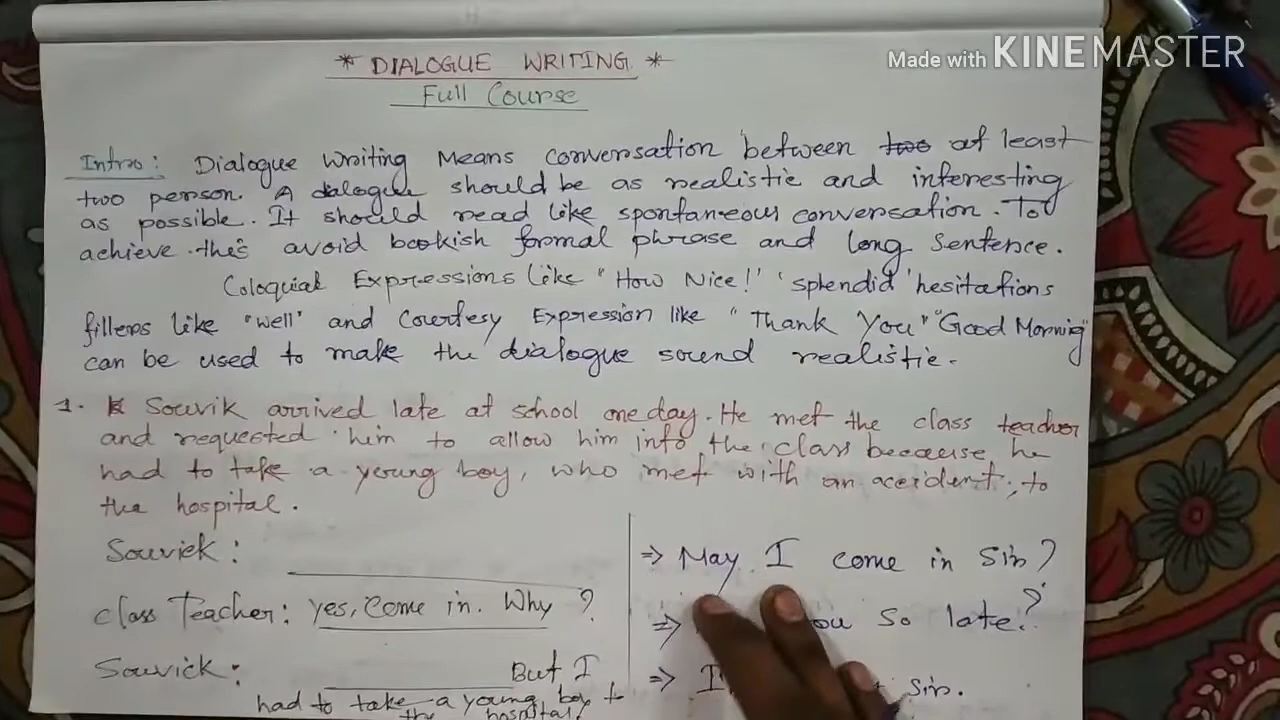 Made with KINEMASTER
* DIALOGUE WRITING *
Full Course
Intro: Dialogue writing Means conversation between two at least
two person. A dalogue should be as realistic and interesting
as possible. It should read like spontaneous conversation. To
achieve this avoid bookish formal phrase and long sentence.
Coloquial Expressions like "How Nice!' 'splendid' hesitations
fillers like "well" and Courtesy Expression like "Thank You" "Good Mornig"
can be used to make the dialogue sound realistic.
1. Souvik arrived late at school one day. He met the class teacher
and requested him to allow him into the class because he
had to take a young boy, who met with an accident, to
the hospital.
Souvick :
⇒ May I come in Sir?
Class Teacher: yes, Come in. Why ?
⇒ ou so late?
Souvick : But I
⇒ I sir.
had to take a young boy to
the hospital.